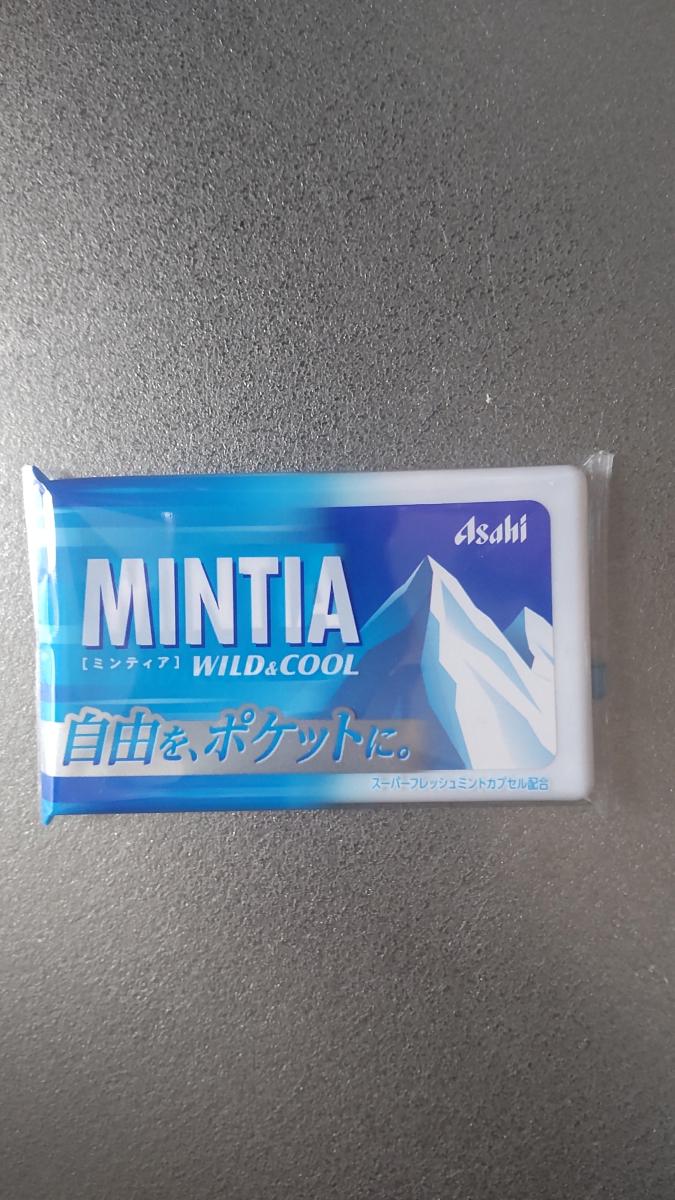 Asahi
MINTIA
[ミンティア] WILD&COOL
自由を、ポケットに。
スーパーフレッシュミントカプセル配合